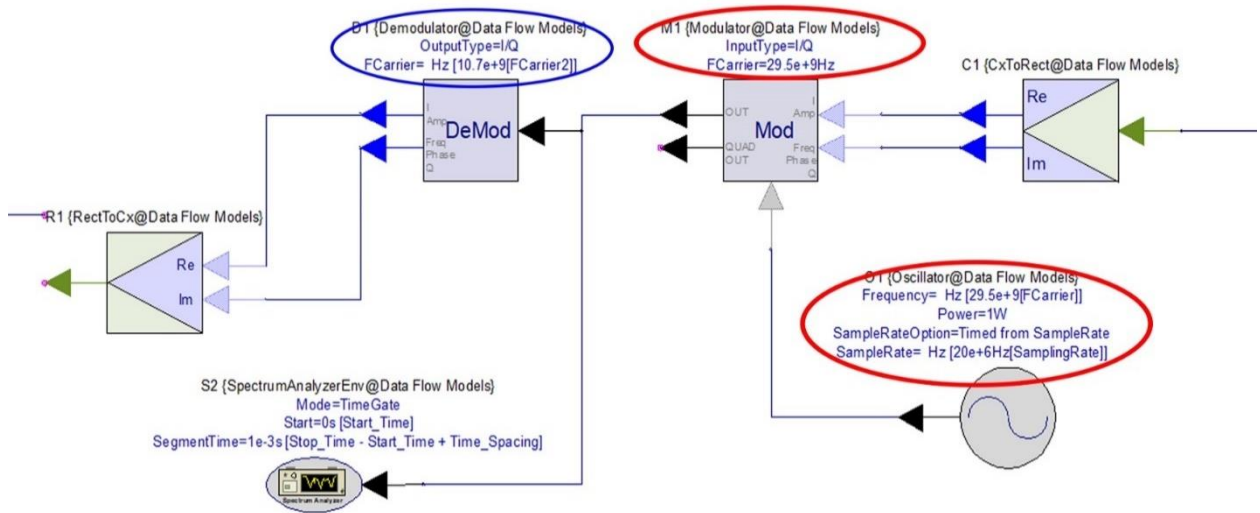 D1 {Demodulator@Data Flow Models}
OutputType=I/Q
FCarrier= Hz [10.7e+9[FCarrier2]]
I
Amp
DeMod
Freq
Phase
Q
M1 {Modulator@Data Flow Models}
InputType=I/Q
FCarrier=29.5e+9Hz
OUT
QUAD
OUT
Mod
I
Amp
Freq
Phase
Q
C1 {CxToRect@Data Flow Models}
Re
Im
R1 {RectToCx@Data Flow Models}
Re
Im
O1 {Oscillator@Data Flow Models}
Frequency= Hz [29.5e+9[FCarrier]]
Power=1W
SampleRateOption=Timed from SampleRate
SampleRate= Hz [20e+6Hz[SamplingRate]]
S2 {SpectrumAnalyzerEnv@Data Flow Models}
Mode=TimeGate
Start=0s [Start_Time]
SegmentTime=1e-3s [Stop_Time - Start_Time + Time_Spacing]
Spectrum Analyzer